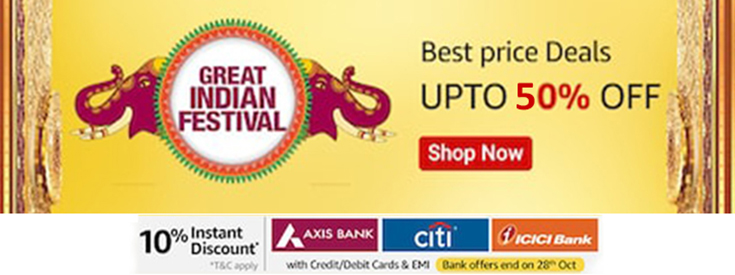 GREAT
INDIAN
FESTIVAL
Best price Deals
UPTO 50% OFF
Shop Now
10% Instant
Discount*
*T&C apply
AXIS BANK
citi
ICICI Bank
with Credit/Debit Cards & EMI
Bank offers end on 28th Oct